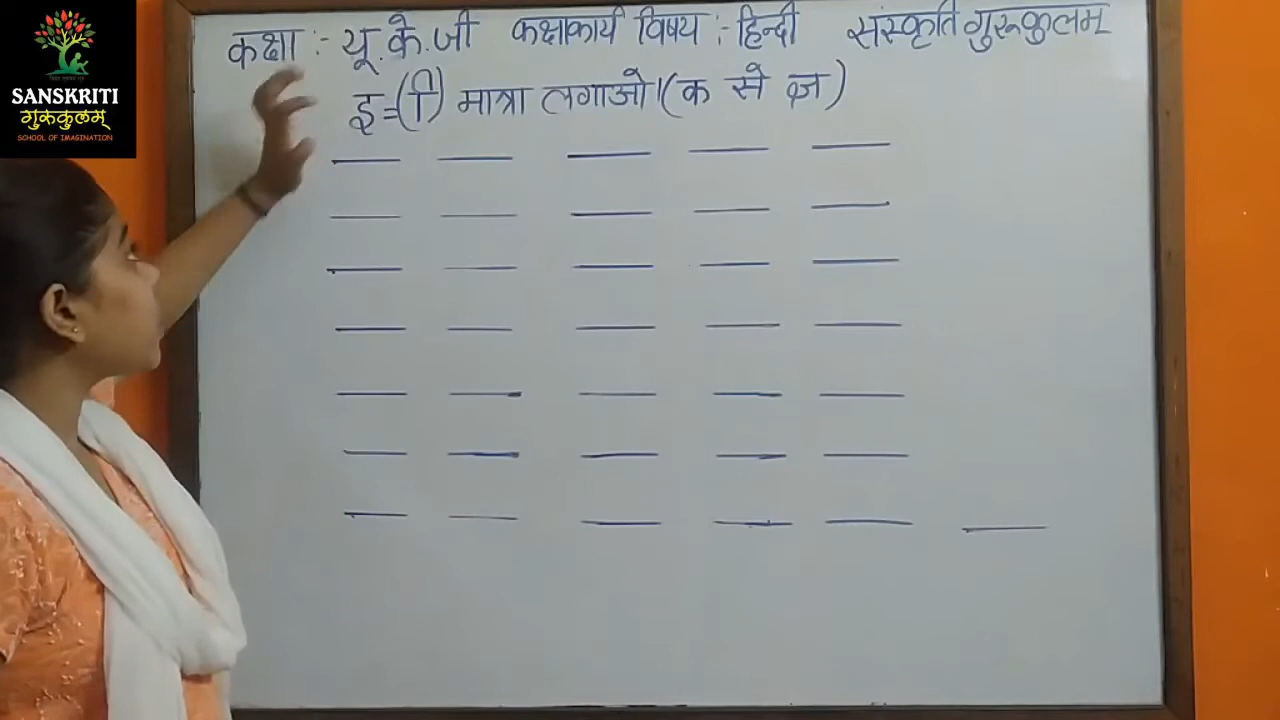 SANSKRITI
गुरुकुलम्
SCHOOL OF IMAGINATION
कक्षा :- यू.के.जी कक्षाकार्य विषय :- हिन्दी संस्कृति गुरूकुलम्
इ=(ि) मात्रा लगाओ।(क से ज्ञ)